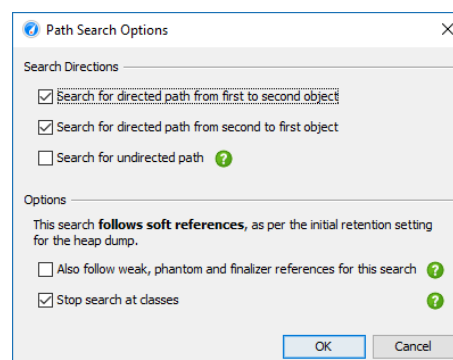 Path Search Options
Search Directions
Search for directed path from first to second object
Search for directed path from second to first object
Search for undirected path
Options
This search follows soft references, as per the initial retention setting
for the heap dump.
Also follow weak, phantom and finalizer references for this search
Stop search at classes
OK Cancel